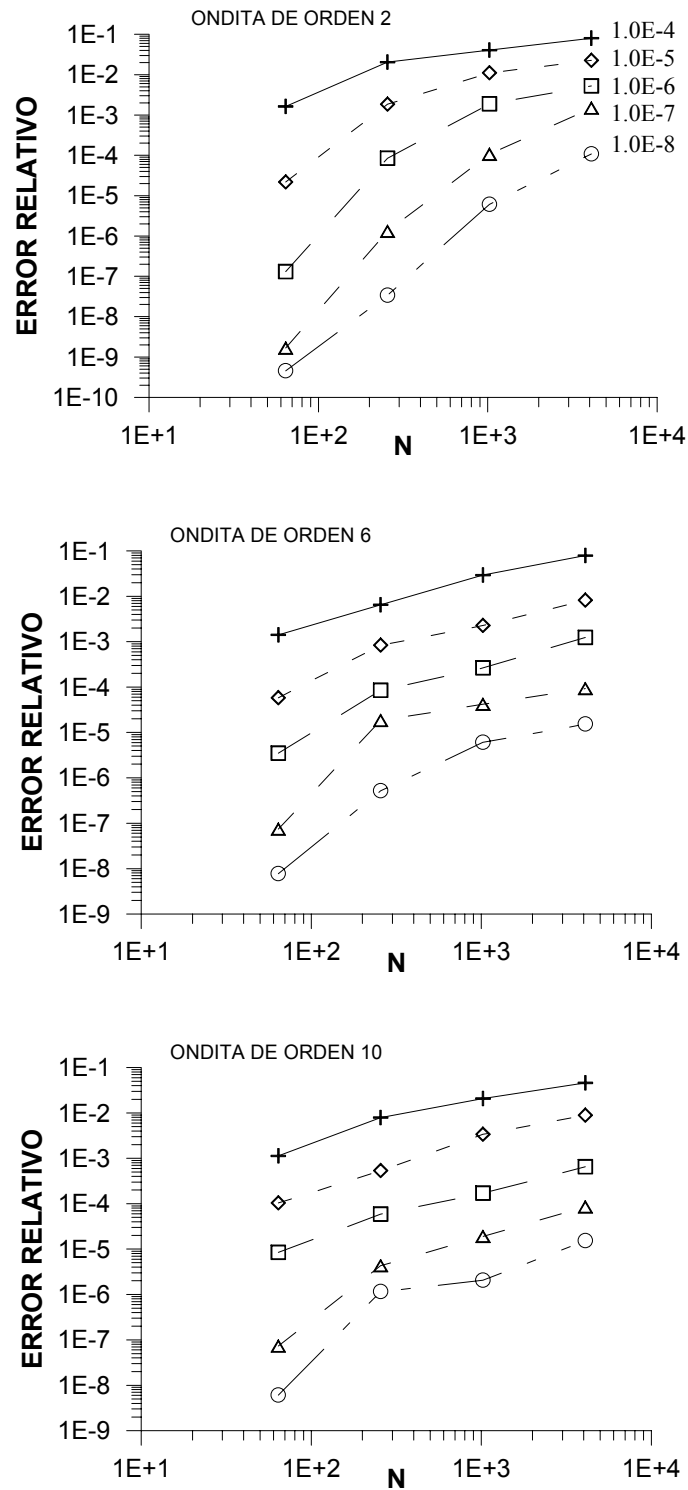 ONDITA DE ORDEN 2
1E-1
1E-2
1E-3
1E-4
1E-5
1E-6
1E-7
1E-8
1E-9
1E-10
ERROR RELATIVO
1.0E-4
1.0E-5
1.0E-6
1.0E-7
1.0E-8
1E+1
1E+2
1E+3
1E+4
N
ONDITA DE ORDEN 6
1E-1
1E-2
1E-3
1E-4
1E-5
1E-6
1E-7
1E-8
1E-9
ERROR RELATIVO
1E+1
1E+2
1E+3
1E+4
N
ONDITA DE ORDEN 10
1E-1
1E-2
1E-3
1E-4
1E-5
1E-6
1E-7
1E-8
1E-9
ERROR RELATIVO
1E+1
1E+2
1E+3
1E+4
N